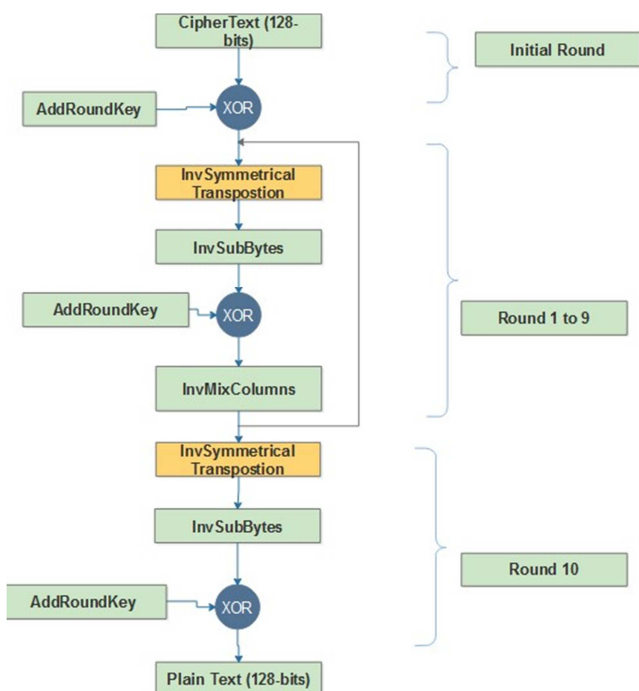 CipherText (128-
bits)
Initial Round
AddRoundKey
XOR
InvSymmetrical
Transpostion
InvSubBytes
AddRoundKey
XOR
Round 1 to 9
InvMixColumns
InvSymmetrical
Transpostion
InvSubBytes
Round 10
AddRoundKey
XOR
Plain Text (128-bits)